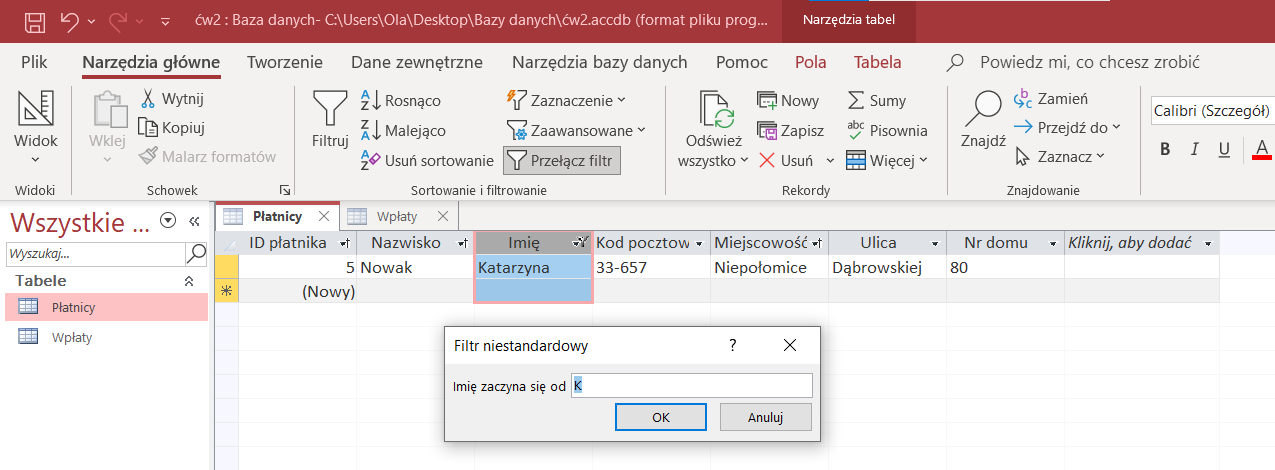 ćw2 : Baza danych- C:\Users\Ola\Desktop\Bazy danych\ćw2.accdb (format pliku prog... Narzędzia tabel
Plik Narzędzia główne Tworzenie Dane zewnętrzne Narzędzia bazy danych Pomoc Pola Tabela Powiedz mi, co chcesz zrobić
Widok
Widoki
Wklej
Wytnij
Kopiuj
Malarz formatów
Schowek
Filtruj
Rosnąco
Malejąco
Usuń sortowanie
Zaznaczenie
Zaawansowane
Przełącz filtr
Sortowanie i filtrowanie
Odśwież
wszystko
Nowy
Zapisz
Usuń
Sumy
Pisownia
Więcej
Rekordy
Znajdź
Zamień
Przejdź do
Zaznacz
Znajdowanie
Calibri (Szczegół)
B I U A
Wszystkie ...
Wyszukaj...
Tabele
Płatnicy
Wpłaty
Płatnicy Wpłaty
ID płatnika Nazwisko Imię Kod pocztow Miejscowość Ulica Nr domu Kliknij, aby dodać
5 Nowak Katarzyna 33-657 Niepołomice Dąbrowskiej 80
(Nowy)
Filtr niestandardowy ?
Imię zaczyna się od K
OK Anuluj